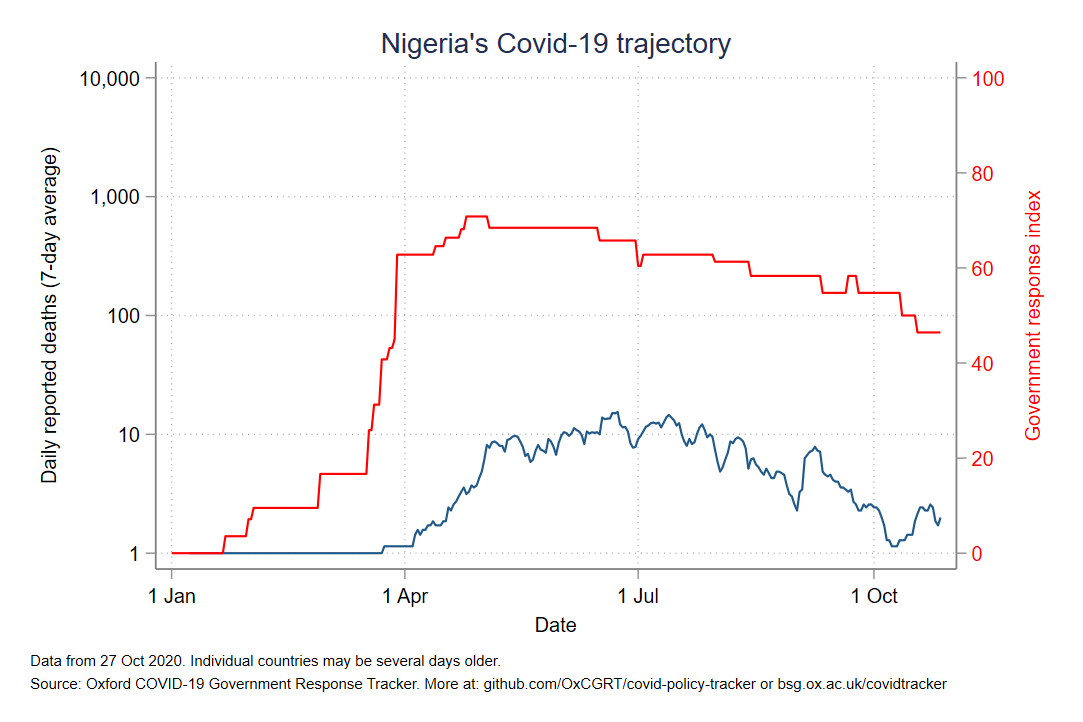 Nigeria's Covid-19 trajectory
Daily reported deaths (7-day average)
10,000
1,000
100
10
1
100
80
60
40
20
0
Government response index
1 Jan
1 Apr
1 Jul
1 Oct
Date
Data from 27 Oct 2020. Individual countries may be several days older.
Source: Oxford COVID-19 Government Response Tracker. More at: github.com/OxCGRT/covid-policy-tracker or bsg.ox.ac.uk/covidtracker